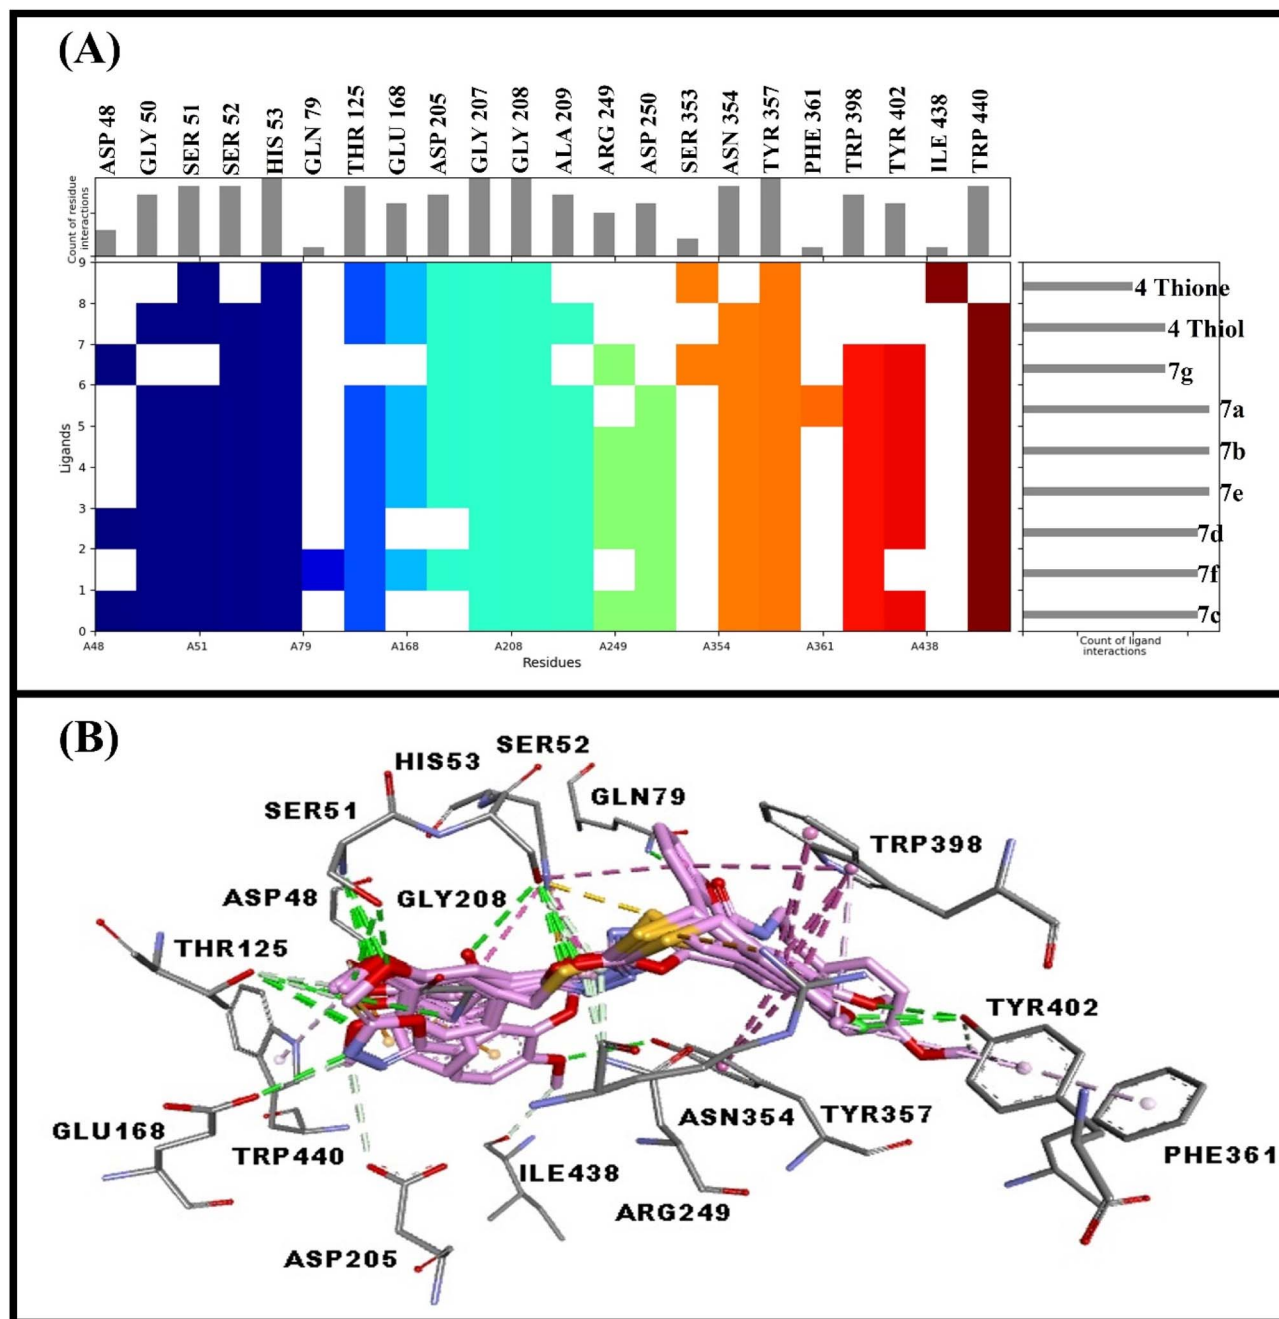 (A)
ASP 48
GLY 50
SER 51
SER 52
HIS 53
GLN 79
THR 125
GLU 168
ASP 205
GLY 207
GLY 208
ALA 209
ARG 249
ASP 250
SER 353
ASN 354
TYR 357
PHE 361
TRP 398
TYR 402
ILE 438
TRP 440
Count of residue
interactions
9
8
7
6
5
4
3
2
1
0
Ligands
A48 A51 A79 A168 A208 A249 A354 A361 A438
Residues
4 Thione
4 Thiol
7g
7a
7b
7e
7d
7f
7c
Count of ligand
interactions
(B)
SER52
HIS53
GLN79
SER51
TRP398
ASP48
GLY208
THR125
TYR402
ASN354
TYR357
GLU168
TRP440
PHE361
ILE438
ARG249
ASP205